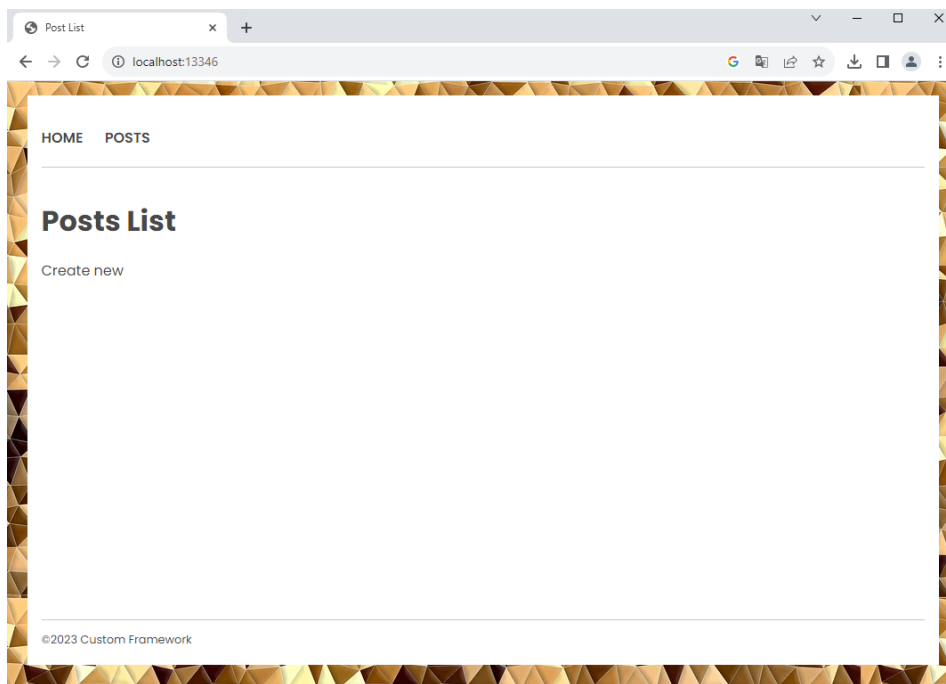 Post List
localhost:13346
HOME POSTS
Posts List
Create new
©2023 Custom Framework